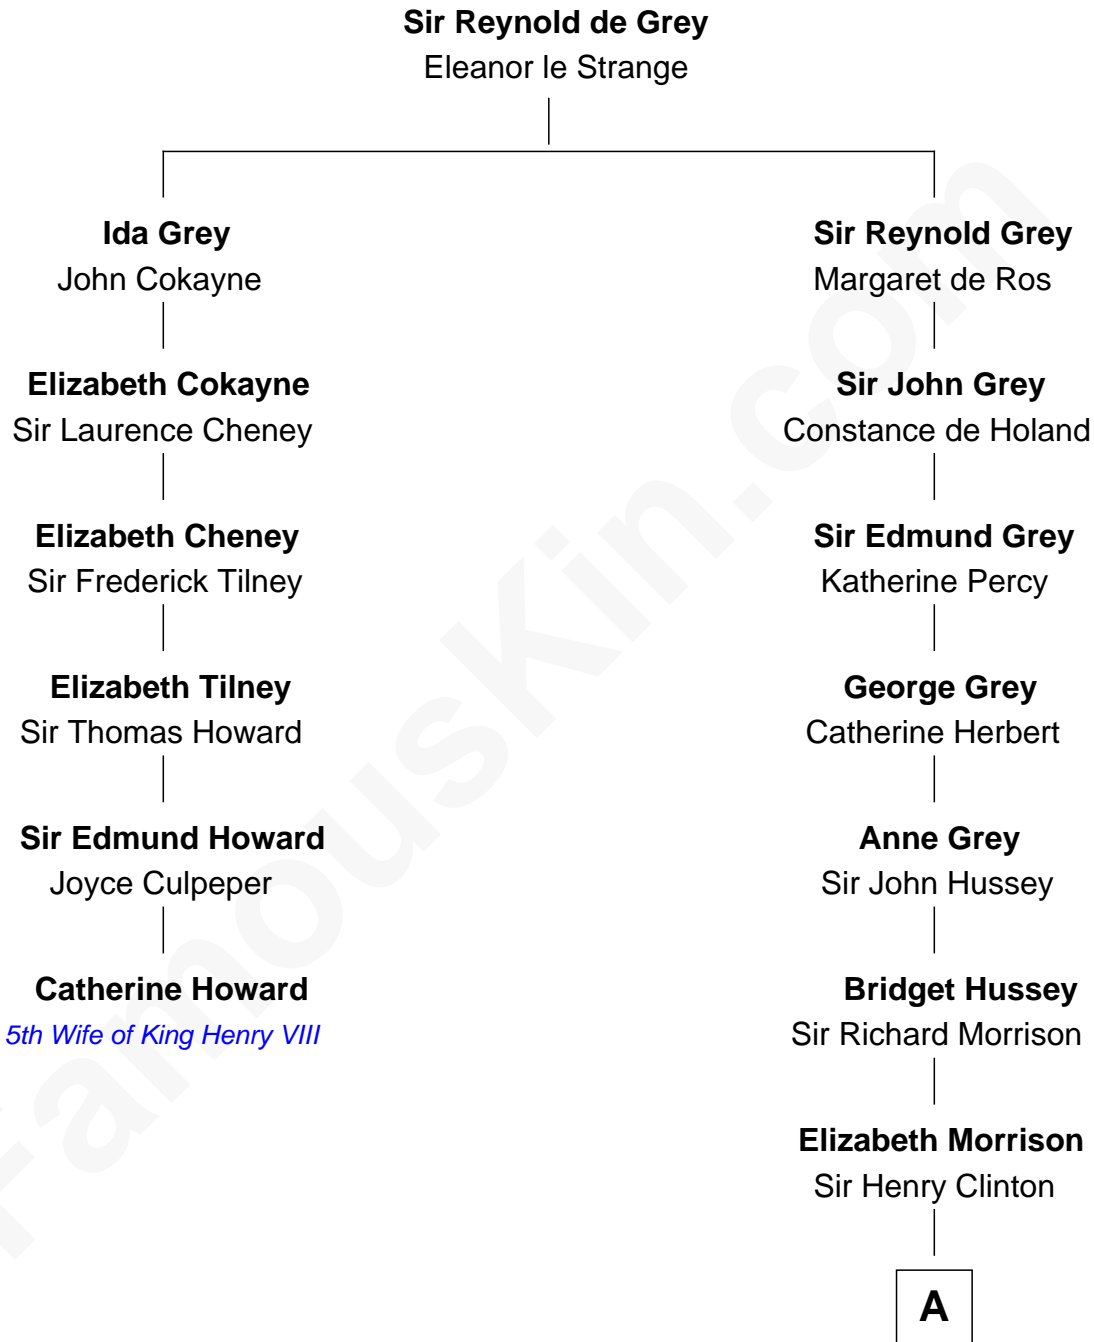 Sir Reynold de Grey
Eleanor le Strange
Ida Grey
John Cokayne
Elizabeth Cokayne
Sir Laurence Cheney
Elizabeth Cheney
Sir Frederick Tilney
Elizabeth Tilney
Sir Thomas Howard
Sir Edmund Howard
Joyce Culpeper
Catherine Howard
5th Wife of King Henry VIII
Sir Reynold Grey
Margaret de Ros
Sir John Grey
Constance de Holand
Sir Edmund Grey
Katherine Percy
George Grey
Catherine Herbert
Anne Grey
Sir John Hussey
Bridget Hussey
Sir Richard Morrison
Elizabeth Morrison
Sir Henry Clinton
A
FamousKin.com